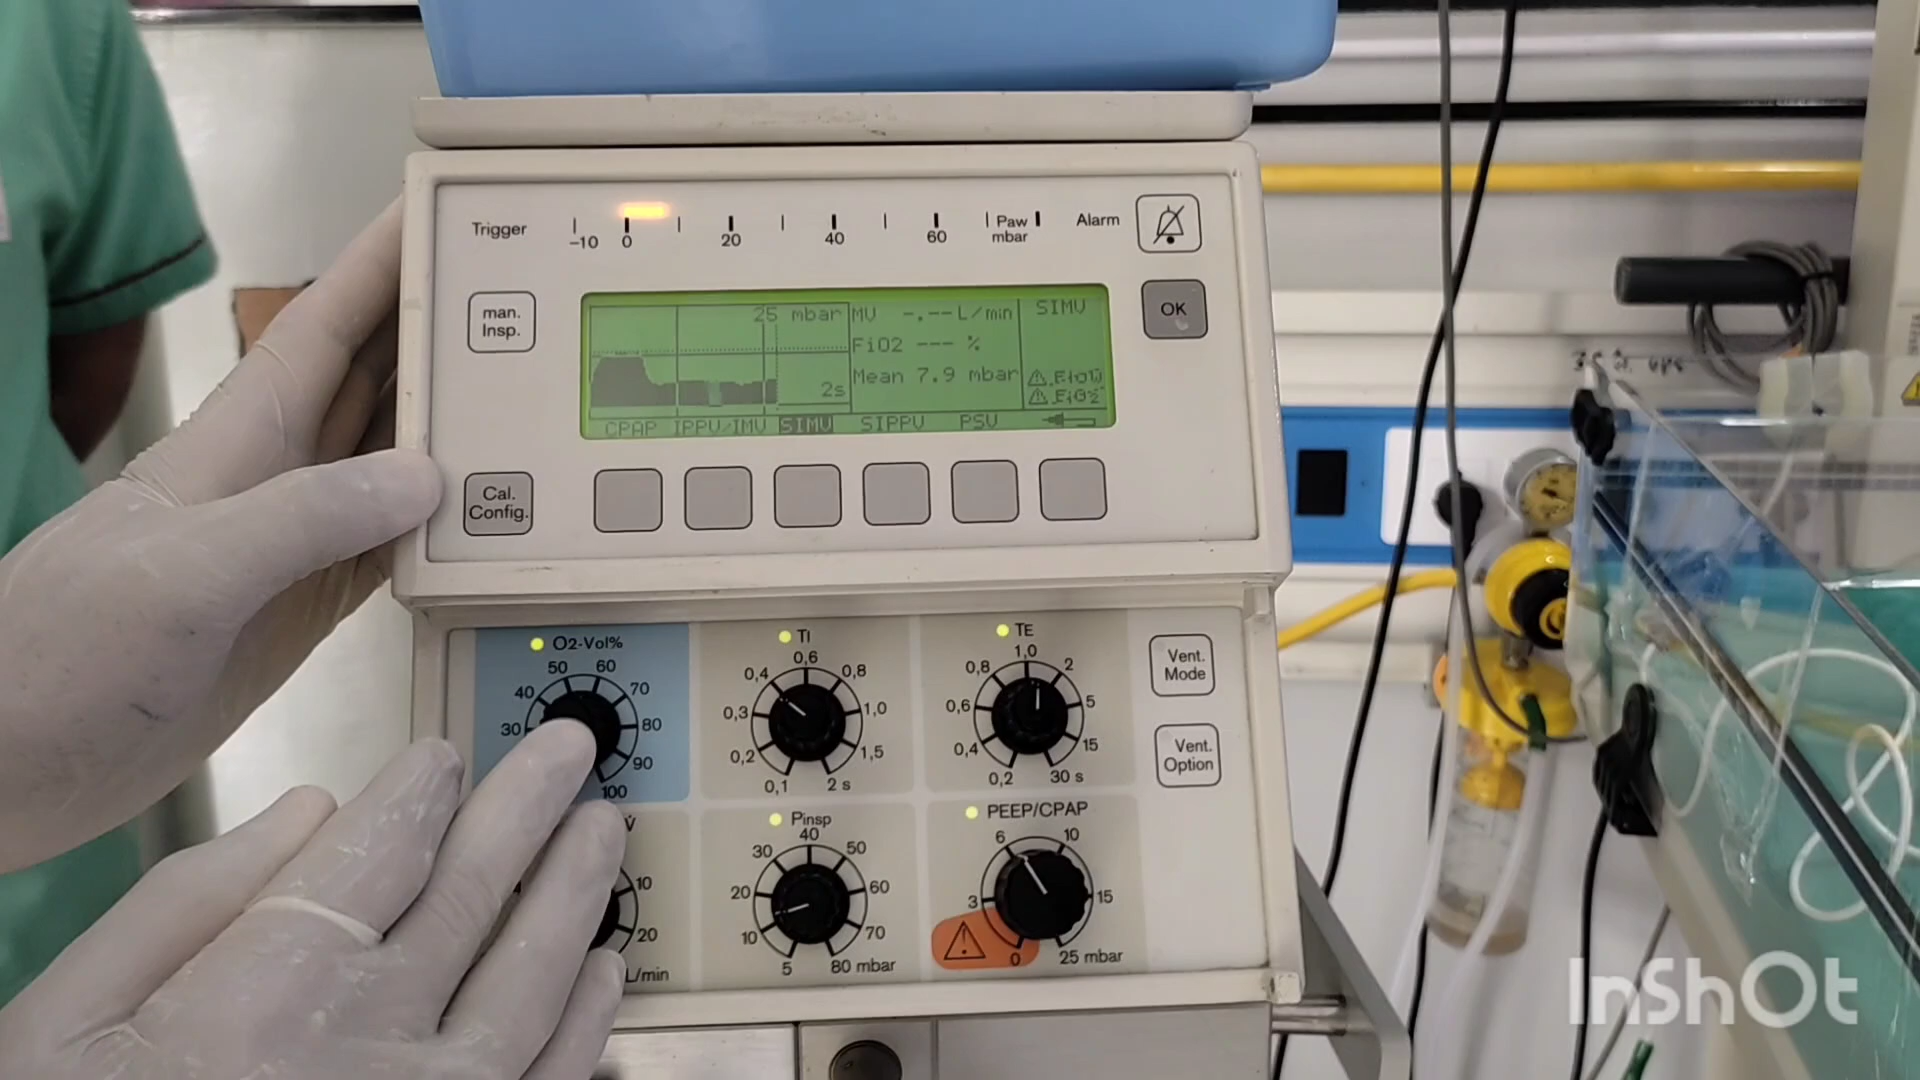 Trigger
-10 0 20 40 60 Paw mbar
Alarm
man. Insp.
25 mbar
2s
MV -.-- L/min
FiO2 --- %
Mean 7.9 mbar
SIMV
CPAP IPPV/IMV SIMV SIPPV PSV
OK
Cal. Config.
O2-Vol%
30 40 50 60 70 80 90 100
TI
0,1 0,2 0,3 0,4 0,6 0,8 1,0 1,5 2 s
TE
0,2 0,4 0,6 0,8 1,0 2 5 15 30 s
Vent. Mode
Vent. Option
V̇
10 20 L/min
Pinsp
5 10 20 30 40 50 60 70 80 mbar
PEEP/CPAP
0 3 6 10 15 25 mbar
InShOt